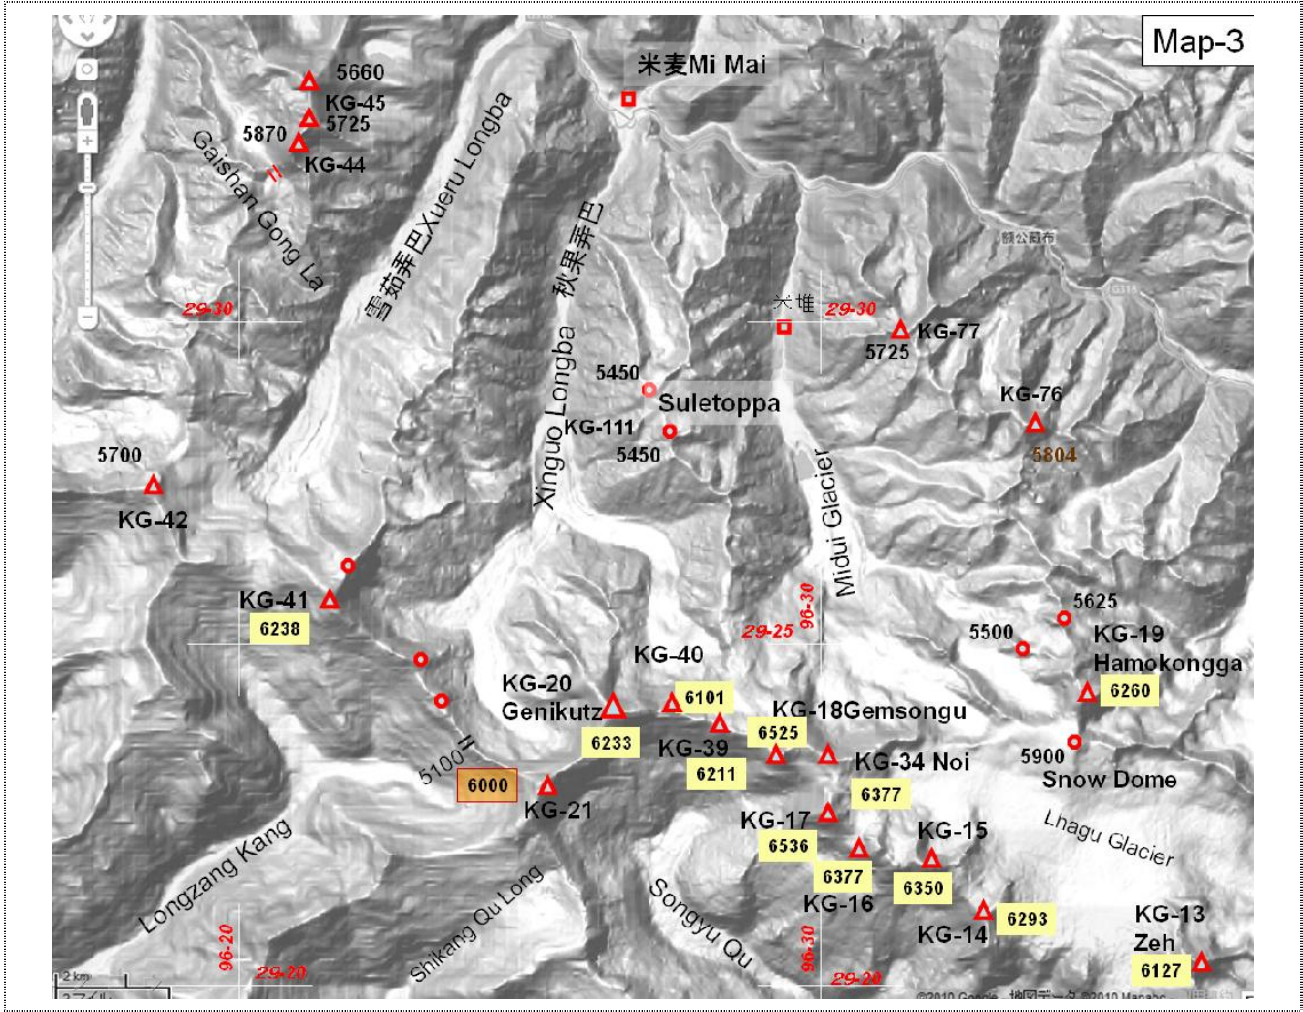 Map-3
米麦Mi Mai
5660
KG-45
5725
5870
KG-44
Gaishan Gong La
雪茹弄巴Xueru Longba
秋果弄巴
Xinguo Longba
额公藏布
29-30
米堆
29-30
KG-77
5725
5450
Suletoppa
KG-111
5450
KG-76
5804
5700
KG-42
Midui Glacier
96-30
KG-41
6238
29-25
5625
5500
KG-19
Hamokongga
6260
KG-40
KG-20
Genikutz
6101
KG-18Gemsongu
6525
6233
KG-39
6211
KG-34 Noi
6377
5900
Snow Dome
5100
6000
KG-21
KG-17
6536
KG-15
Lhagu Glacier
6377
6350
KG-16
Longzang Kang
Shikang Qu Long
Songyu Qu
KG-14
6293
KG-13
Zeh
6127
96-20
29-20
96-30
29-20
2 km